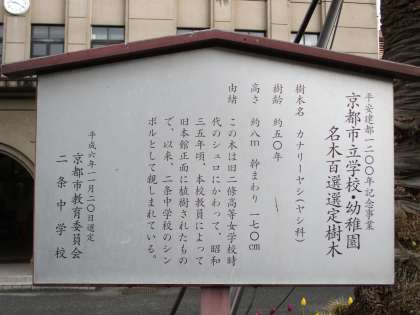 平安建都一二〇〇年記念事業
京都市立学校・幼稚園
名木百選選定樹木
樹木名 カナリーヤシ(ヤシ科)
樹齢 約五〇年
高さ 約八m 幹まわり 一七〇cm
由緒 この木は旧二條高等女学校時
代のシュロにかわって、昭和
三五年頃、本校教員によって
旧本館正面に植樹されたもの
で、以来、二条中学校のシン
ボルとして親しまれている。
平成六年一一月二〇日選定
京都市教育委員会
二条中学校